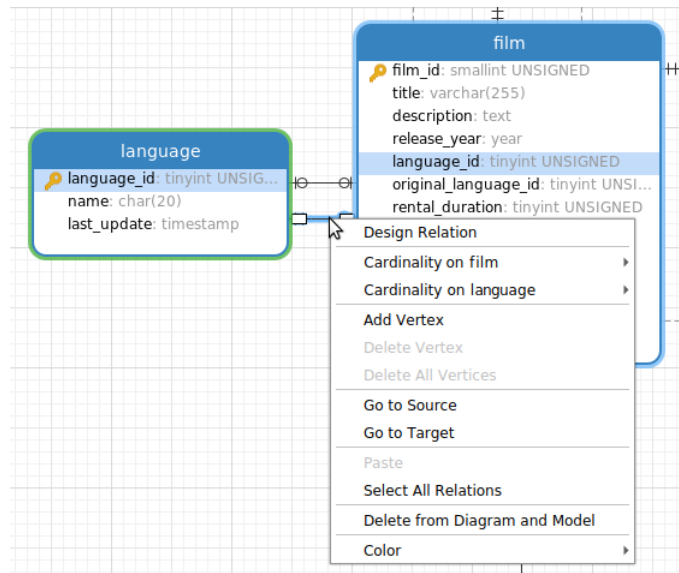 film
film_id: smallint UNSIGNED
title: varchar(255)
description: text
release_year: year
language_id: tinyint UNSIGNED
original_language_id: tinyint UNSI...
rental_duration: tinyint UNSIGNED
language
language_id: tinyint UNSIG...
name: char(20)
last_update: timestamp
Design Relation
Cardinality on film
Cardinality on language
Add Vertex
Delete Vertex
Delete All Vertices
Go to Source
Go to Target
Paste
Select All Relations
Delete from Diagram and Model
Color